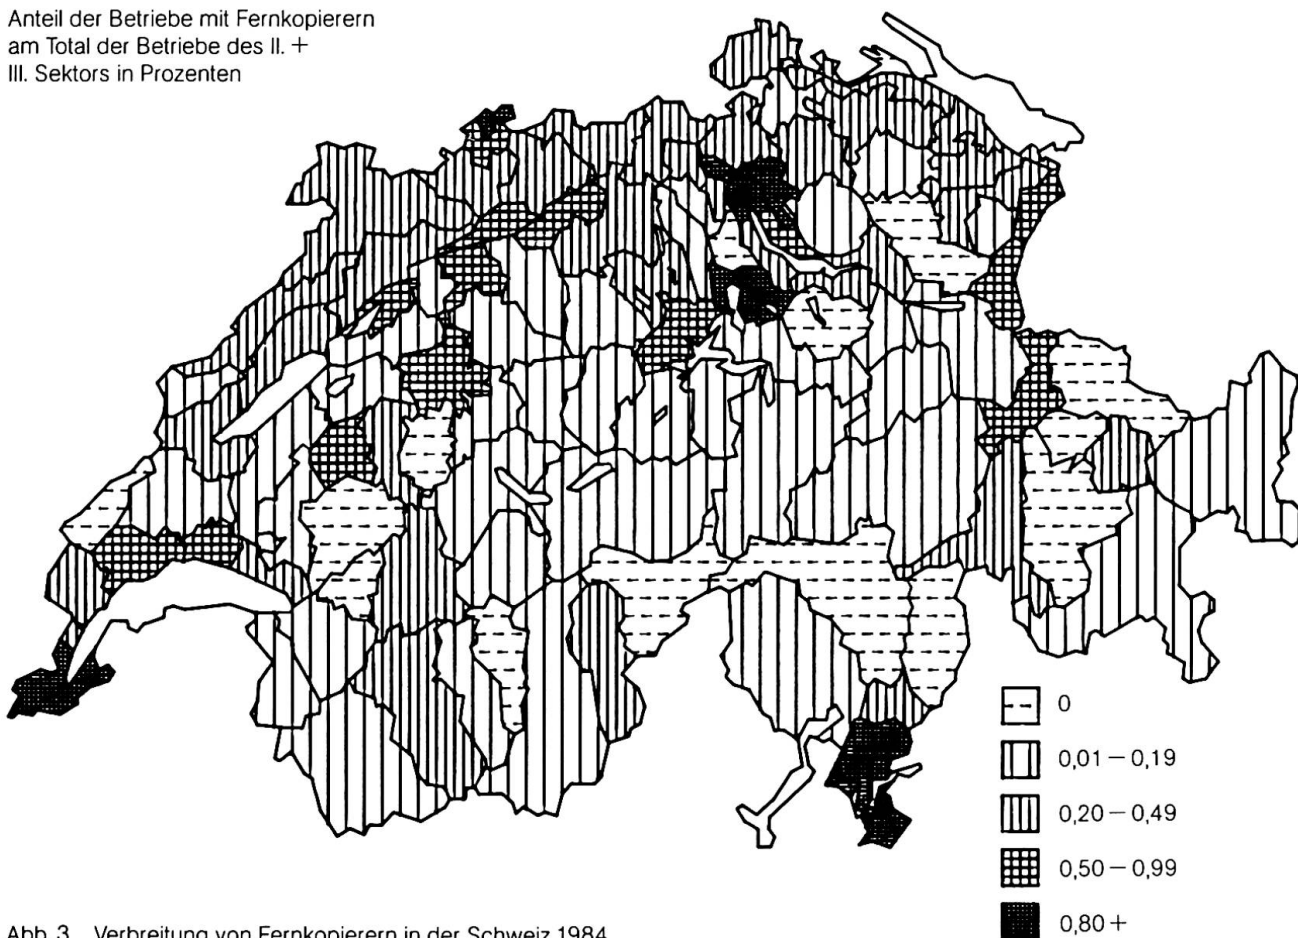 Anteil der Betriebe mit Fernkopierern
am Total der Betriebe des II. +
III. Sektors in Prozenten
0
0,01 – 0,19
0,20 – 0,49
0,50 – 0,99
0,80 +
Abb. 3 Verbreitung von Fernkopierern in der Schweiz 1984